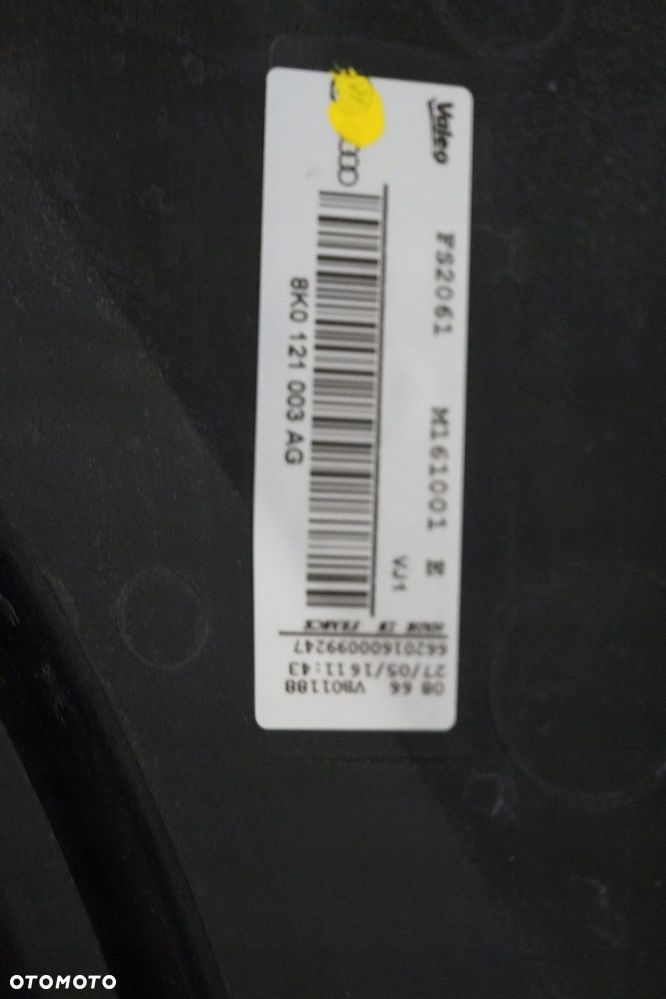 Valeo FS2061 M161001 E
VJ1
8K0 121 003 AG
MADE IN FRANCE
66201600099247
27/05/16 11:43
08 66 VB01188
OTOMOTO